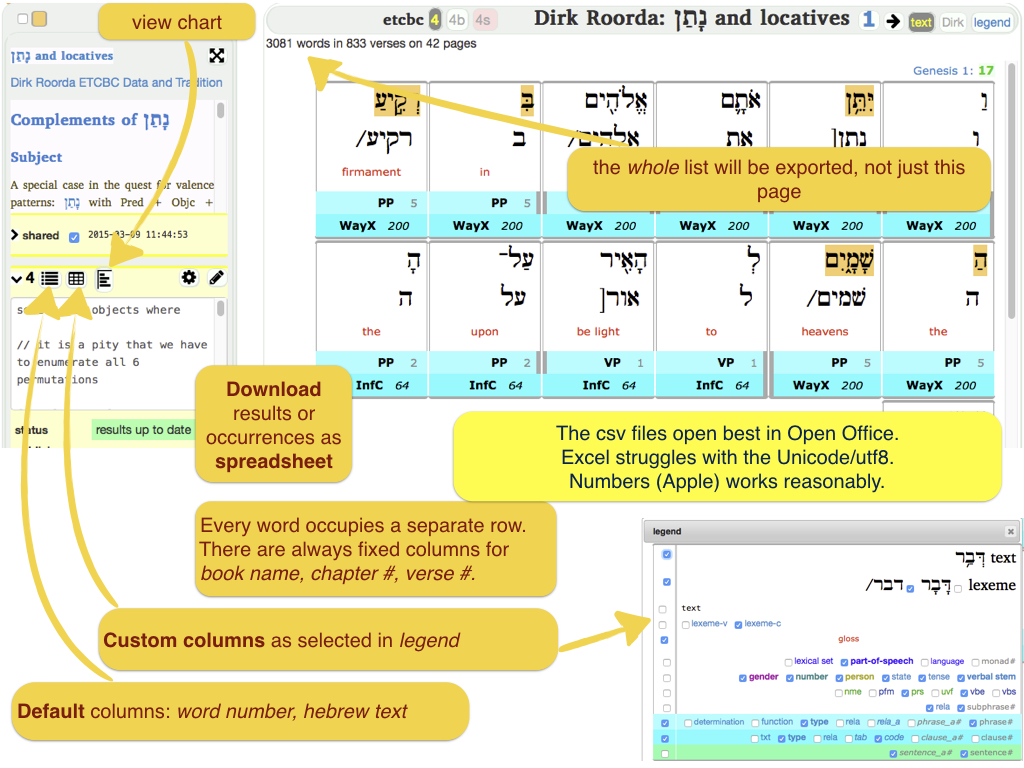 view chart
etcbc 4 4b 4s Dirk Roorda: נָתַן and locatives 1 text Dirk legend
3081 words in 833 verses on 42 pages
נָתַן and locatives
Dirk Roorda ETCBC Data and Tradition
Complements of נָתַן
Subject
A special case in the quest for valence
patterns: נָתַן with Pred + Objc +
shared 2015-03-09 11:44:53
4
objects where
// it is a pity that we have
to enumerate all 6
permutations
status results up to date
Genesis 1: 17
וַ יִּתֵּ֥ן אֹתָ֛ם אֱלֹהִ֖ים בִּ רְקִ֣יעַ
ו נתן[ את אלהים/ ב רקיע/
firmament in
PP 5 PP 5
WayX 200 WayX 200 WayX 200 WayX 200 WayX 200 WayX 200
הַ שָּׁמָ֑יִם לְ הָאִ֖יר עַל־ הָ
ה שמים/ ל אור[ על ה
the upon be light to heavens the
PP 2 PP 2 VP 1 VP 1 PP 5 PP 5
InfC 64 InfC 64 InfC 64 InfC 64 WayX 200 WayX 200
the whole list will be exported, not just this
page
Download
results or
occurrences as
spreadsheet
The csv files open best in Open Office.
Excel struggles with the Unicode/utf8.
Numbers (Apple) works reasonably.
Every word occupies a separate row.
There are always fixed columns for
book name, chapter #, verse #.
Custom columns as selected in legend
Default columns: word number, hebrew text
legend
דְּבַר text
דבר/ דָּבָר lexeme
text
lexeme-v lexeme-c
gloss
lexical set part-of-speech language monad#
gender number person state tense verbal stem
nme pfm prs uvf vbe vbs
rela subphrase#
determination function type rela rela_a phrase_a# phrase#
txt type rela tab code clause_a# clause#
sentence_a# sentence#